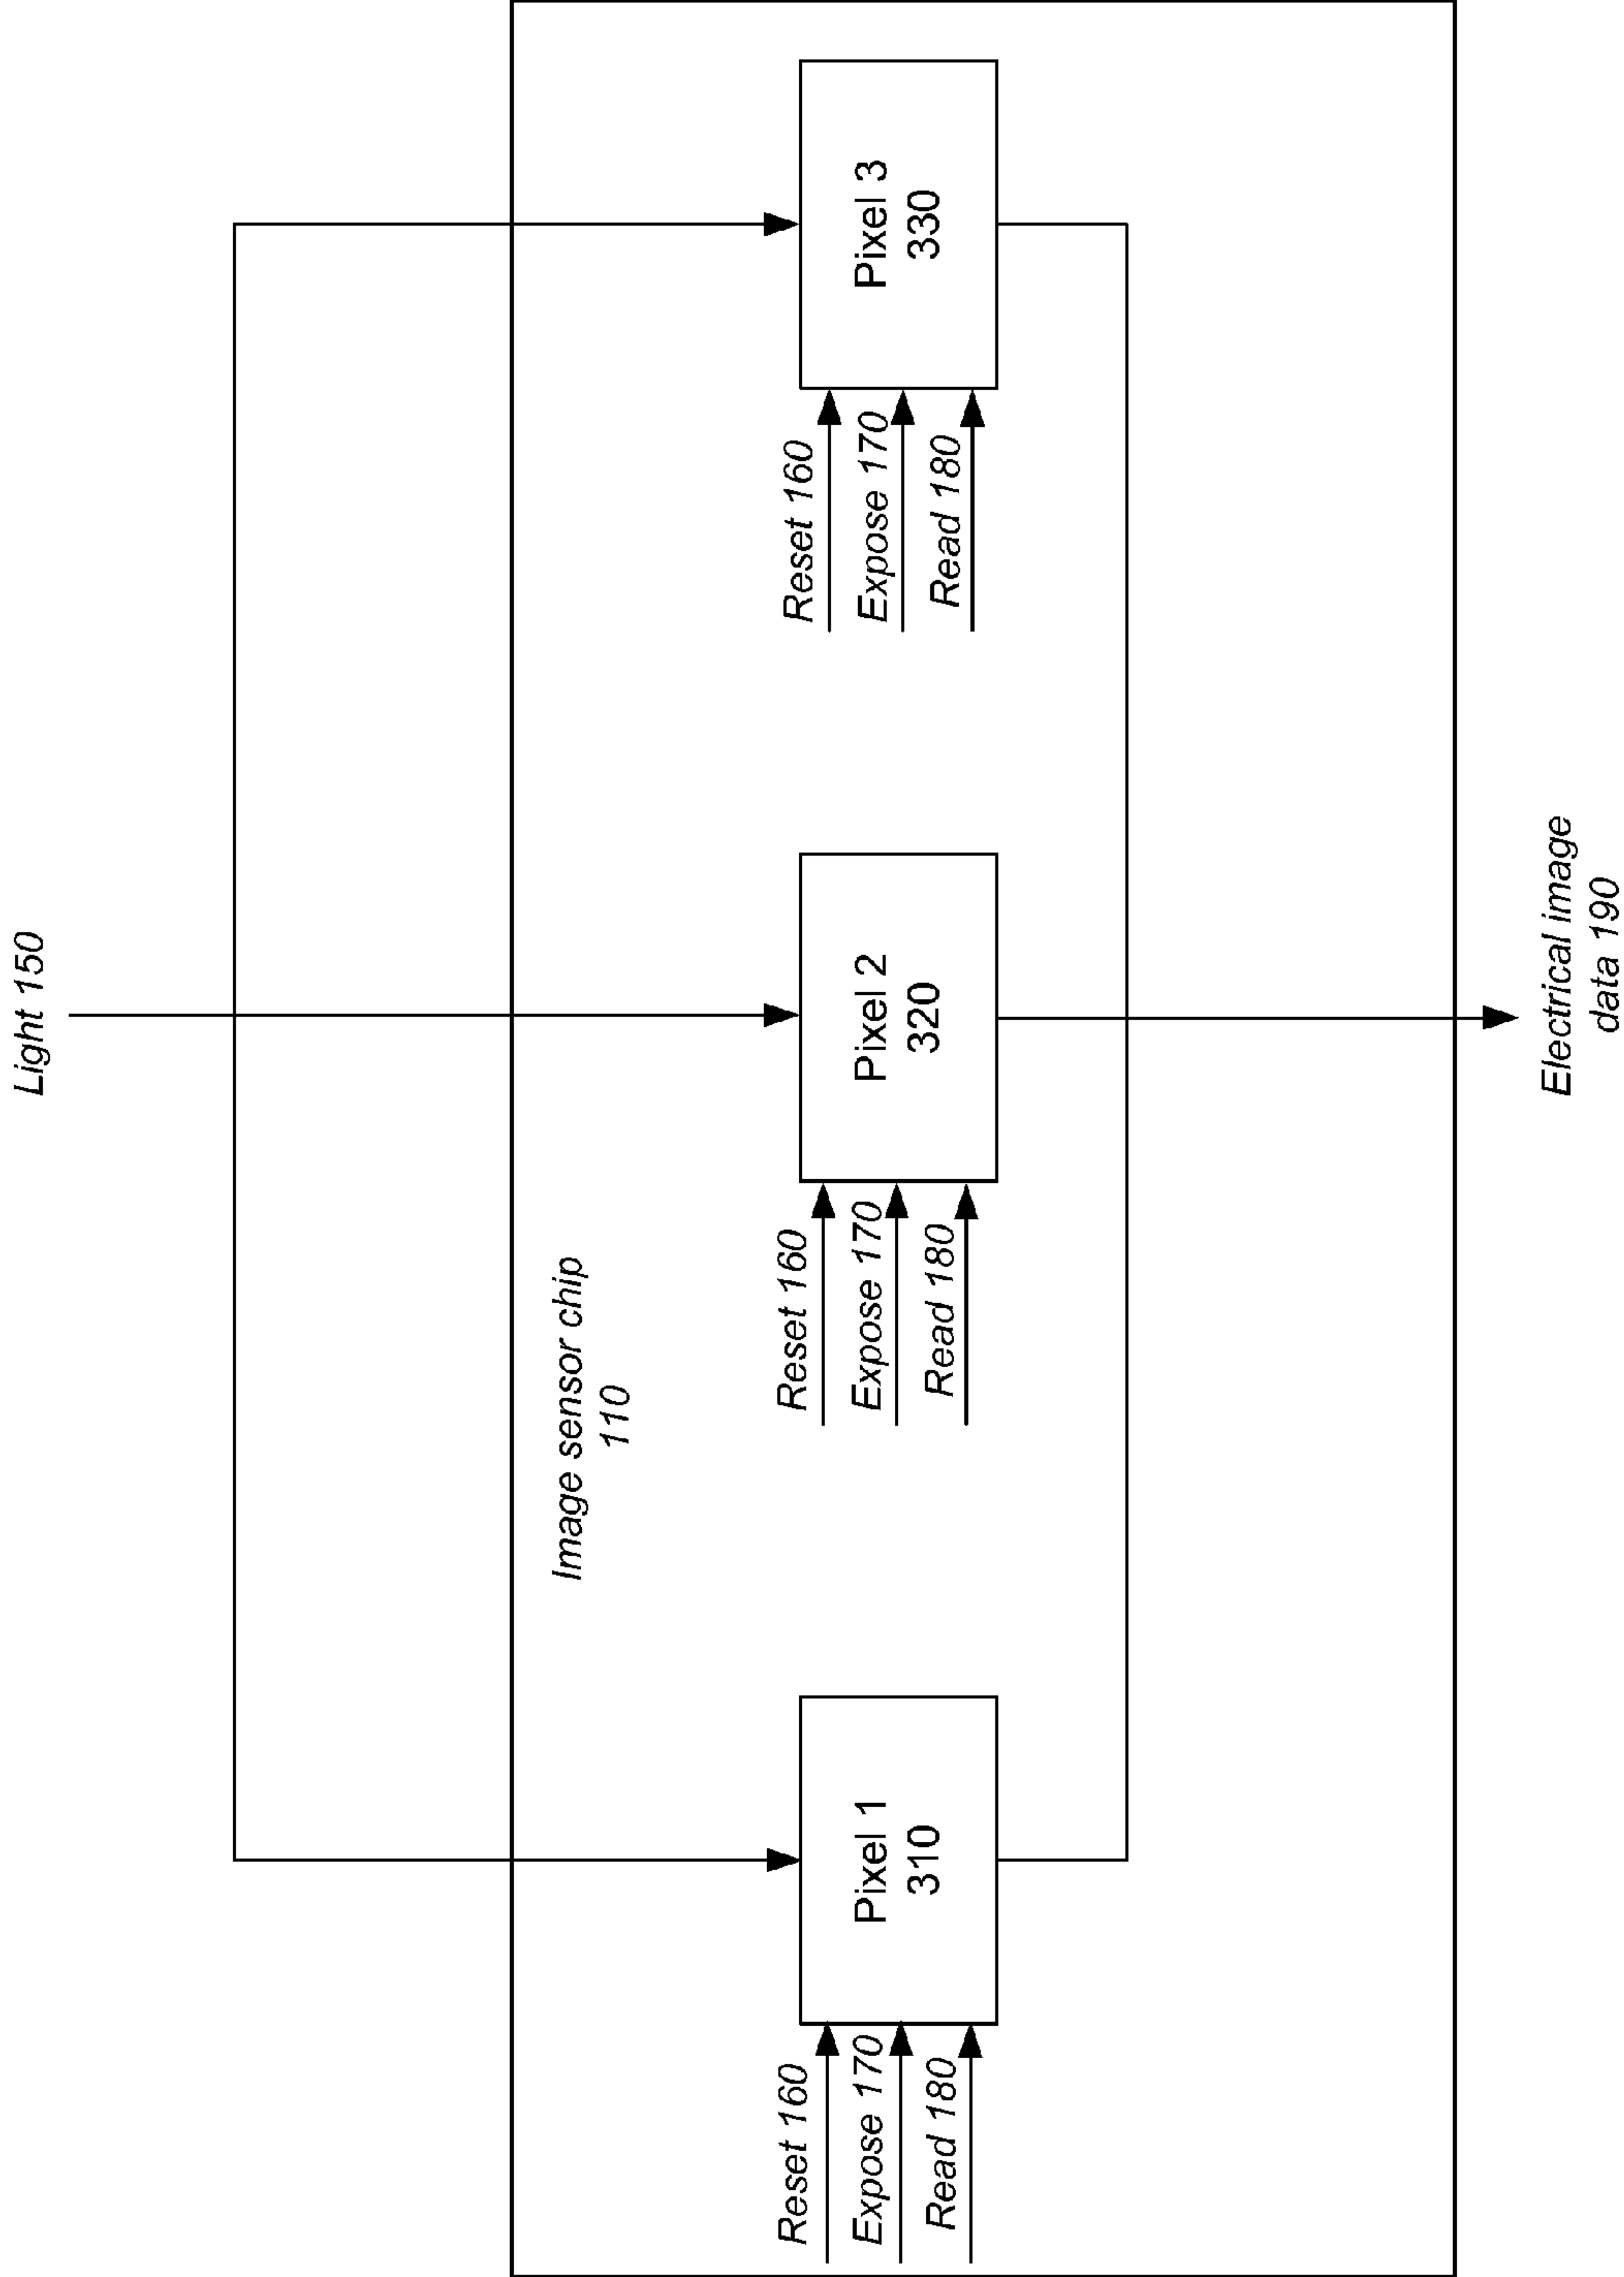 Light 150
Image sensor chip
110
Reset 160
Expose 170
Read 180
Pixel 1
310
Reset 160
Expose 170
Read 180
Pixel 2
320
Reset 160
Expose 170
Read 180
Pixel 3
330
Electrical image
data 190